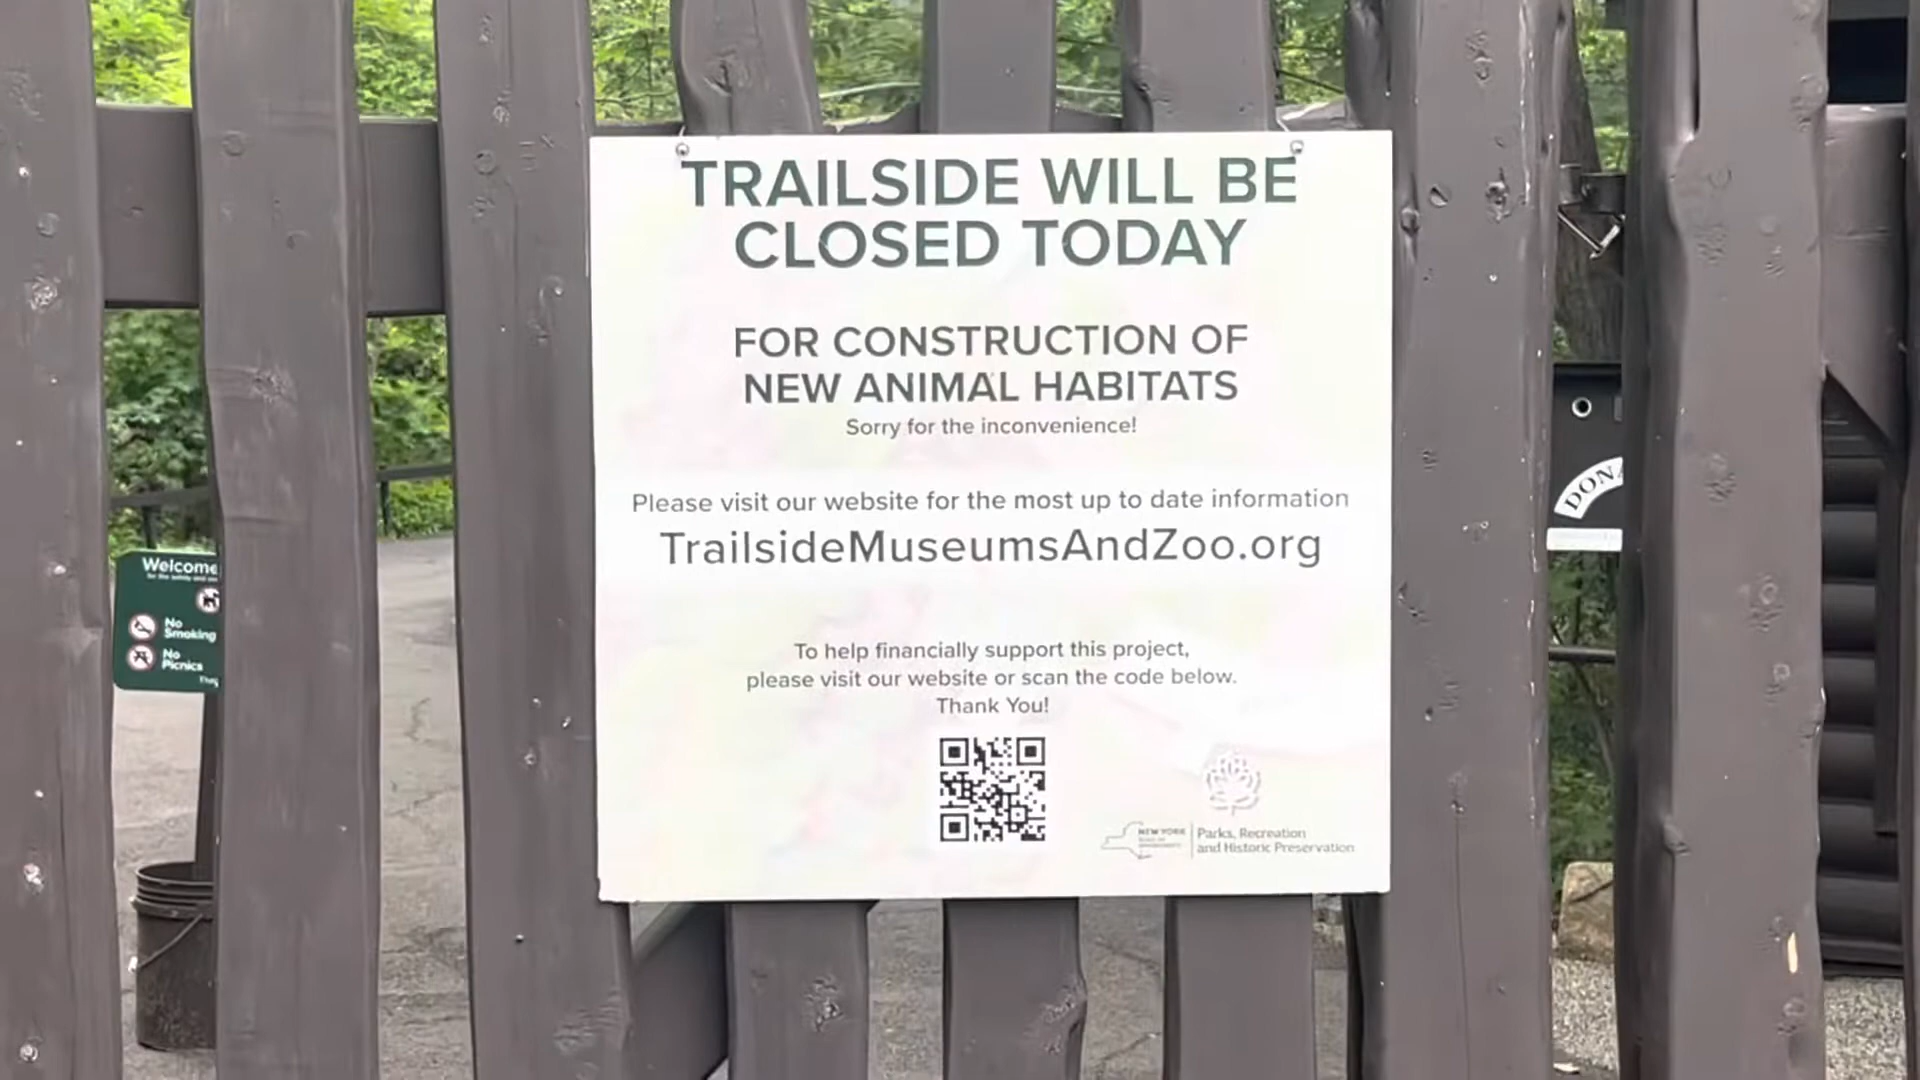 TRAILSIDE WILL BE
CLOSED TODAY
FOR CONSTRUCTION OF
NEW ANIMAL HABITATS
Sorry for the inconvenience!
Please visit our website for the most up to date information
TrailsideMuseumsAndZoo.org
To help financially support this project,
please visit our website or scan the code below.
Thank You!
NEW YORK
Parks, Recreation
and Historic Preservation
Welcome
No
Smoking
No
Picnics
DONA